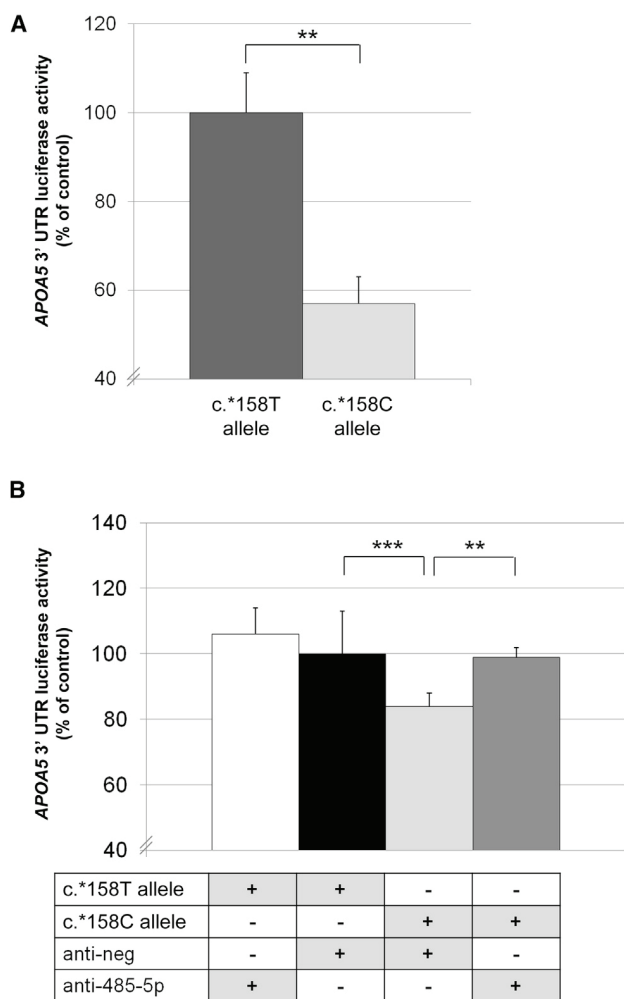 A
APOA5 3' UTR luciferase activity
(% of control)
120
100
80
60
40
**
c.*158T
allele
c.*158C
allele
B
APOA5 3' UTR luciferase activity
(% of control)
140
120
100
80
60
40
***
**
c.*158T allele + + - -
c.*158C allele - - + +
anti-neg - + + -
anti-485-5p + - - +